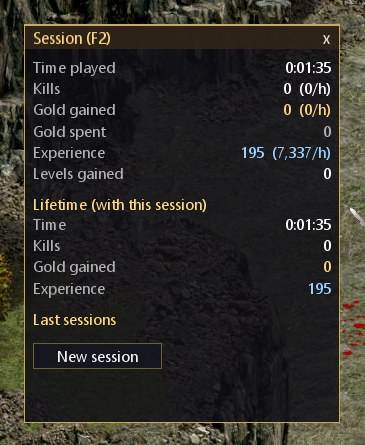 Session (F2) x
Time played 0:01:35
Kills 0 (0/h)
Gold gained 0 (0/h)
Gold spent 0
Experience 195 (7,337/h)
Levels gained 0
Lifetime (with this session)
Time 0:01:35
Kills 0
Gold gained 0
Experience 195
Last sessions
New session